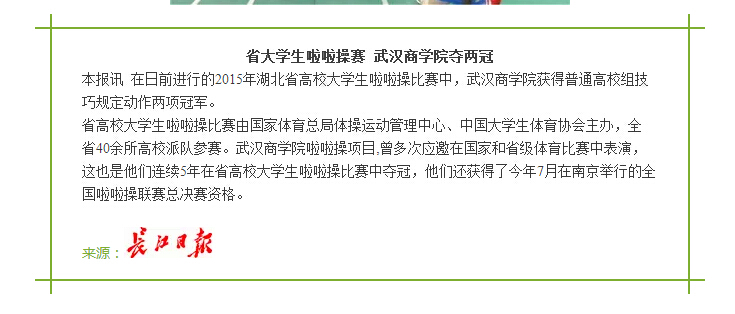 省大学生啦啦操赛 武汉商学院夺两冠
本报讯 在日前进行的2015年湖北省高校大学生啦啦操比赛中，武汉商学院获得普通高校组技
巧规定动作两项冠军。
省高校大学生啦啦操比赛由国家体育总局体操运动管理中心、中国大学生体育协会主办，全
省40余所高校派队参赛。武汉商学院啦啦操项目,曾多次应邀在国家和省级体育比赛中表演，
这也是他们连续5年在省高校大学生啦啦操比赛中夺冠，他们还获得了今年7月在南京举行的全
国啦啦操联赛总决赛资格。
来源：长江日报